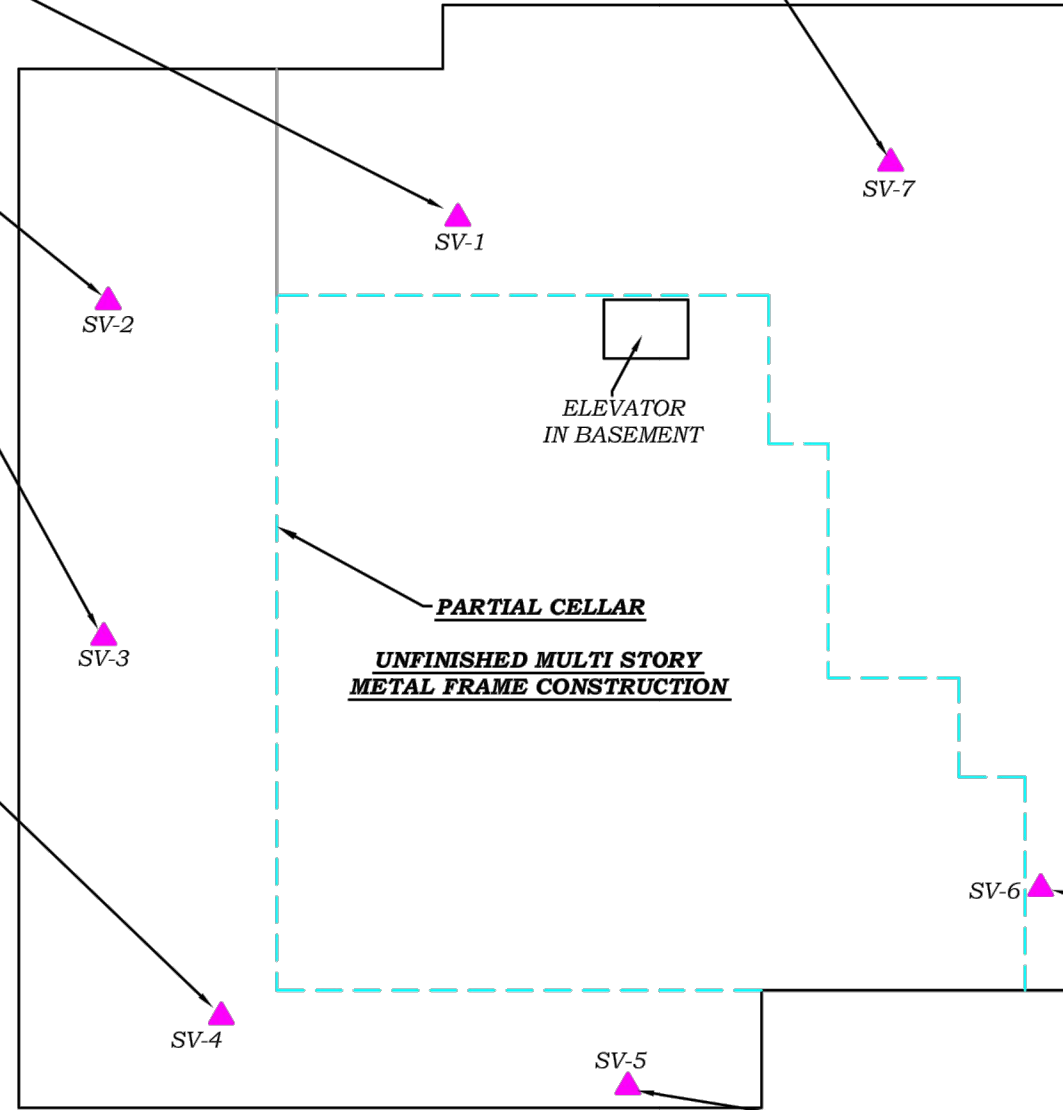 SV-7
SV-1
SV-2
ELEVATOR
IN BASEMENT
PARTIAL CELLAR
SV-3
UNFINISHED MULTI STORY
METAL FRAME CONSTRUCTION
SV-6
SV-4
SV-5